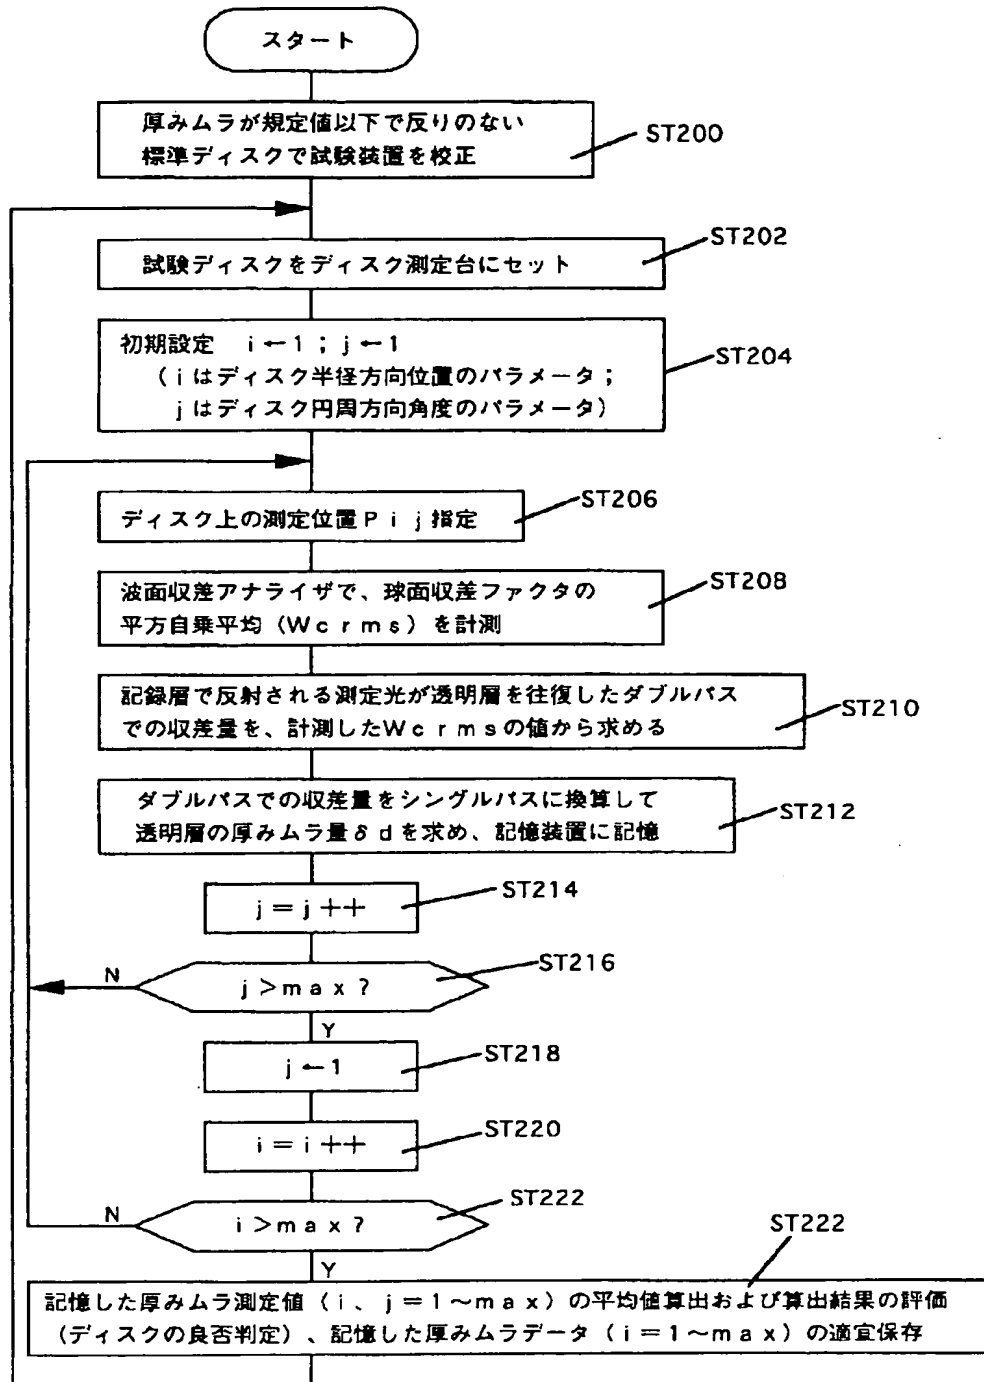 スタート
厚みムラが規定値以下で反りのない
標準ディスクで試験装置を校正
ST200
試験ディスクをディスク測定台にセット
ST202
初期設定 i←1；j←1
（iはディスク半径方向位置のパラメータ；
jはディスク円周方向角度のパラメータ）
ST204
ディスク上の測定位置Pij指定
ST206
波面収差アナライザで、球面収差ファクタの
平方自乗平均（Wcrms）を計測
ST208
記録層で反射される測定光が透明層を往復したダブルパス
での収差量を、計測したWcrmsの値から求める
ST210
ダブルパスでの収差量をシングルパスに換算して
透明層の厚みムラ量δdを求め、記憶装置に記憶
ST212
j＝j＋＋
ST214
j＞max？
ST216
N
Y
j←1
ST218
i＝i＋＋
ST220
i＞max？
ST222
N
Y
ST222
記憶した厚みムラ測定値（i、j＝1～max）の平均値算出および算出結果の評価
（ディスクの良否判定）、記憶した厚みムラデータ（i＝1～max）の適宜保存